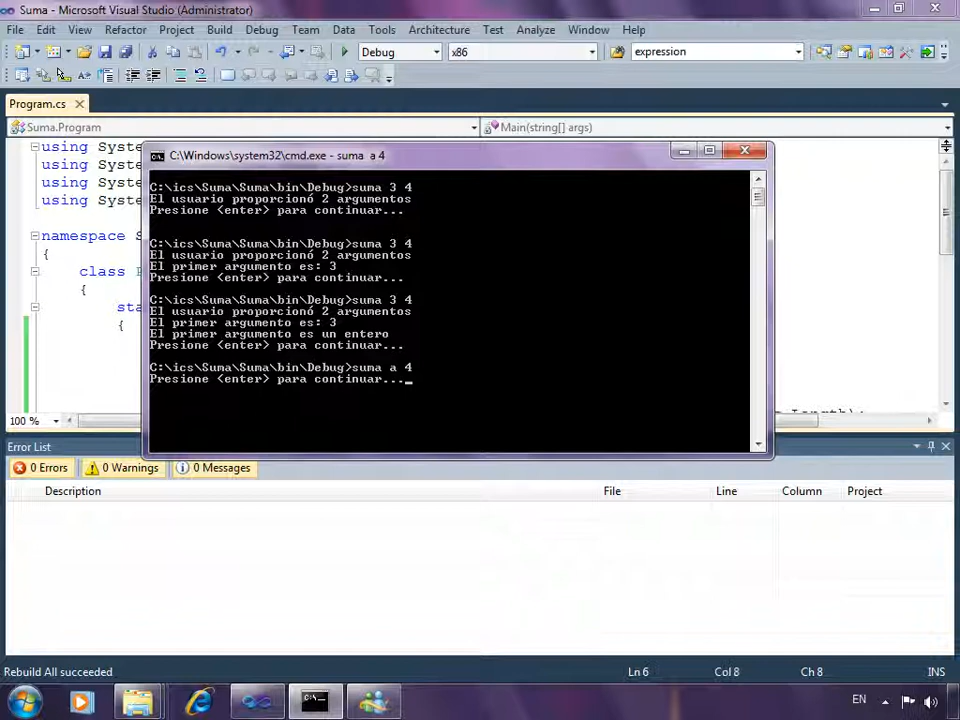 Suma - Microsoft Visual Studio (Administrator)
File Edit View Refactor Project Build Debug Team Data Tools Architecture Test Analyze Window Help
Debug x86 expression
Program.cs
Suma.Program Main(string[] args)
using Syste
using Syste
using Syste
using Syste
namespace S
{
class P
{
sta
{
Length);
C:\Windows\system32\cmd.exe - suma a 4
C:\ics\Suma\Suma\bin\Debug>suma 3 4
El usuario proporcionó 2 argumentos
Presione <enter> para continuar...
C:\ics\Suma\Suma\bin\Debug>suma 3 4
El usuario proporcionó 2 argumentos
El primer argumento es: 3
Presione <enter> para continuar...
C:\ics\Suma\Suma\bin\Debug>suma 3 4
El usuario proporcionó 2 argumentos
El primer argumento es: 3
El primer argumento es un entero
Presione <enter> para continuar...
C:\ics\Suma\Suma\bin\Debug>suma a 4
Presione <enter> para continuar..._
100 %
Error List
0 Errors 0 Warnings 0 Messages
Description File Line Column Project
Rebuild All succeeded Ln 6 Col 8 Ch 8 INS
EN